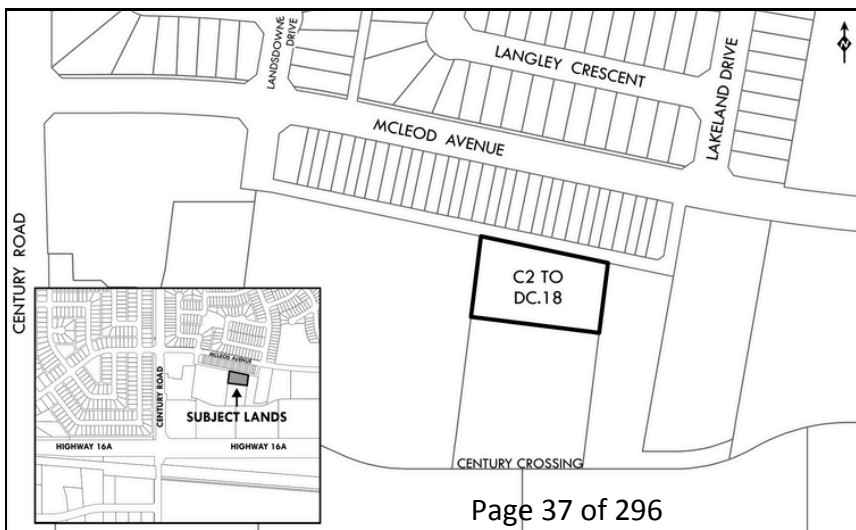 LANDSDOWNE
DRIVE
LANGLEY CRESCENT
LAKELAND DRIVE
N
MCLEOD AVENUE
CENTURY ROAD
C2 TO
DC.18
MCLEOD AVENUE
CENTURY ROAD
SUBJECT LANDS
HIGHWAY 16A
HIGHWAY 16A
CENTURY CROSSING
Page 37 of 296